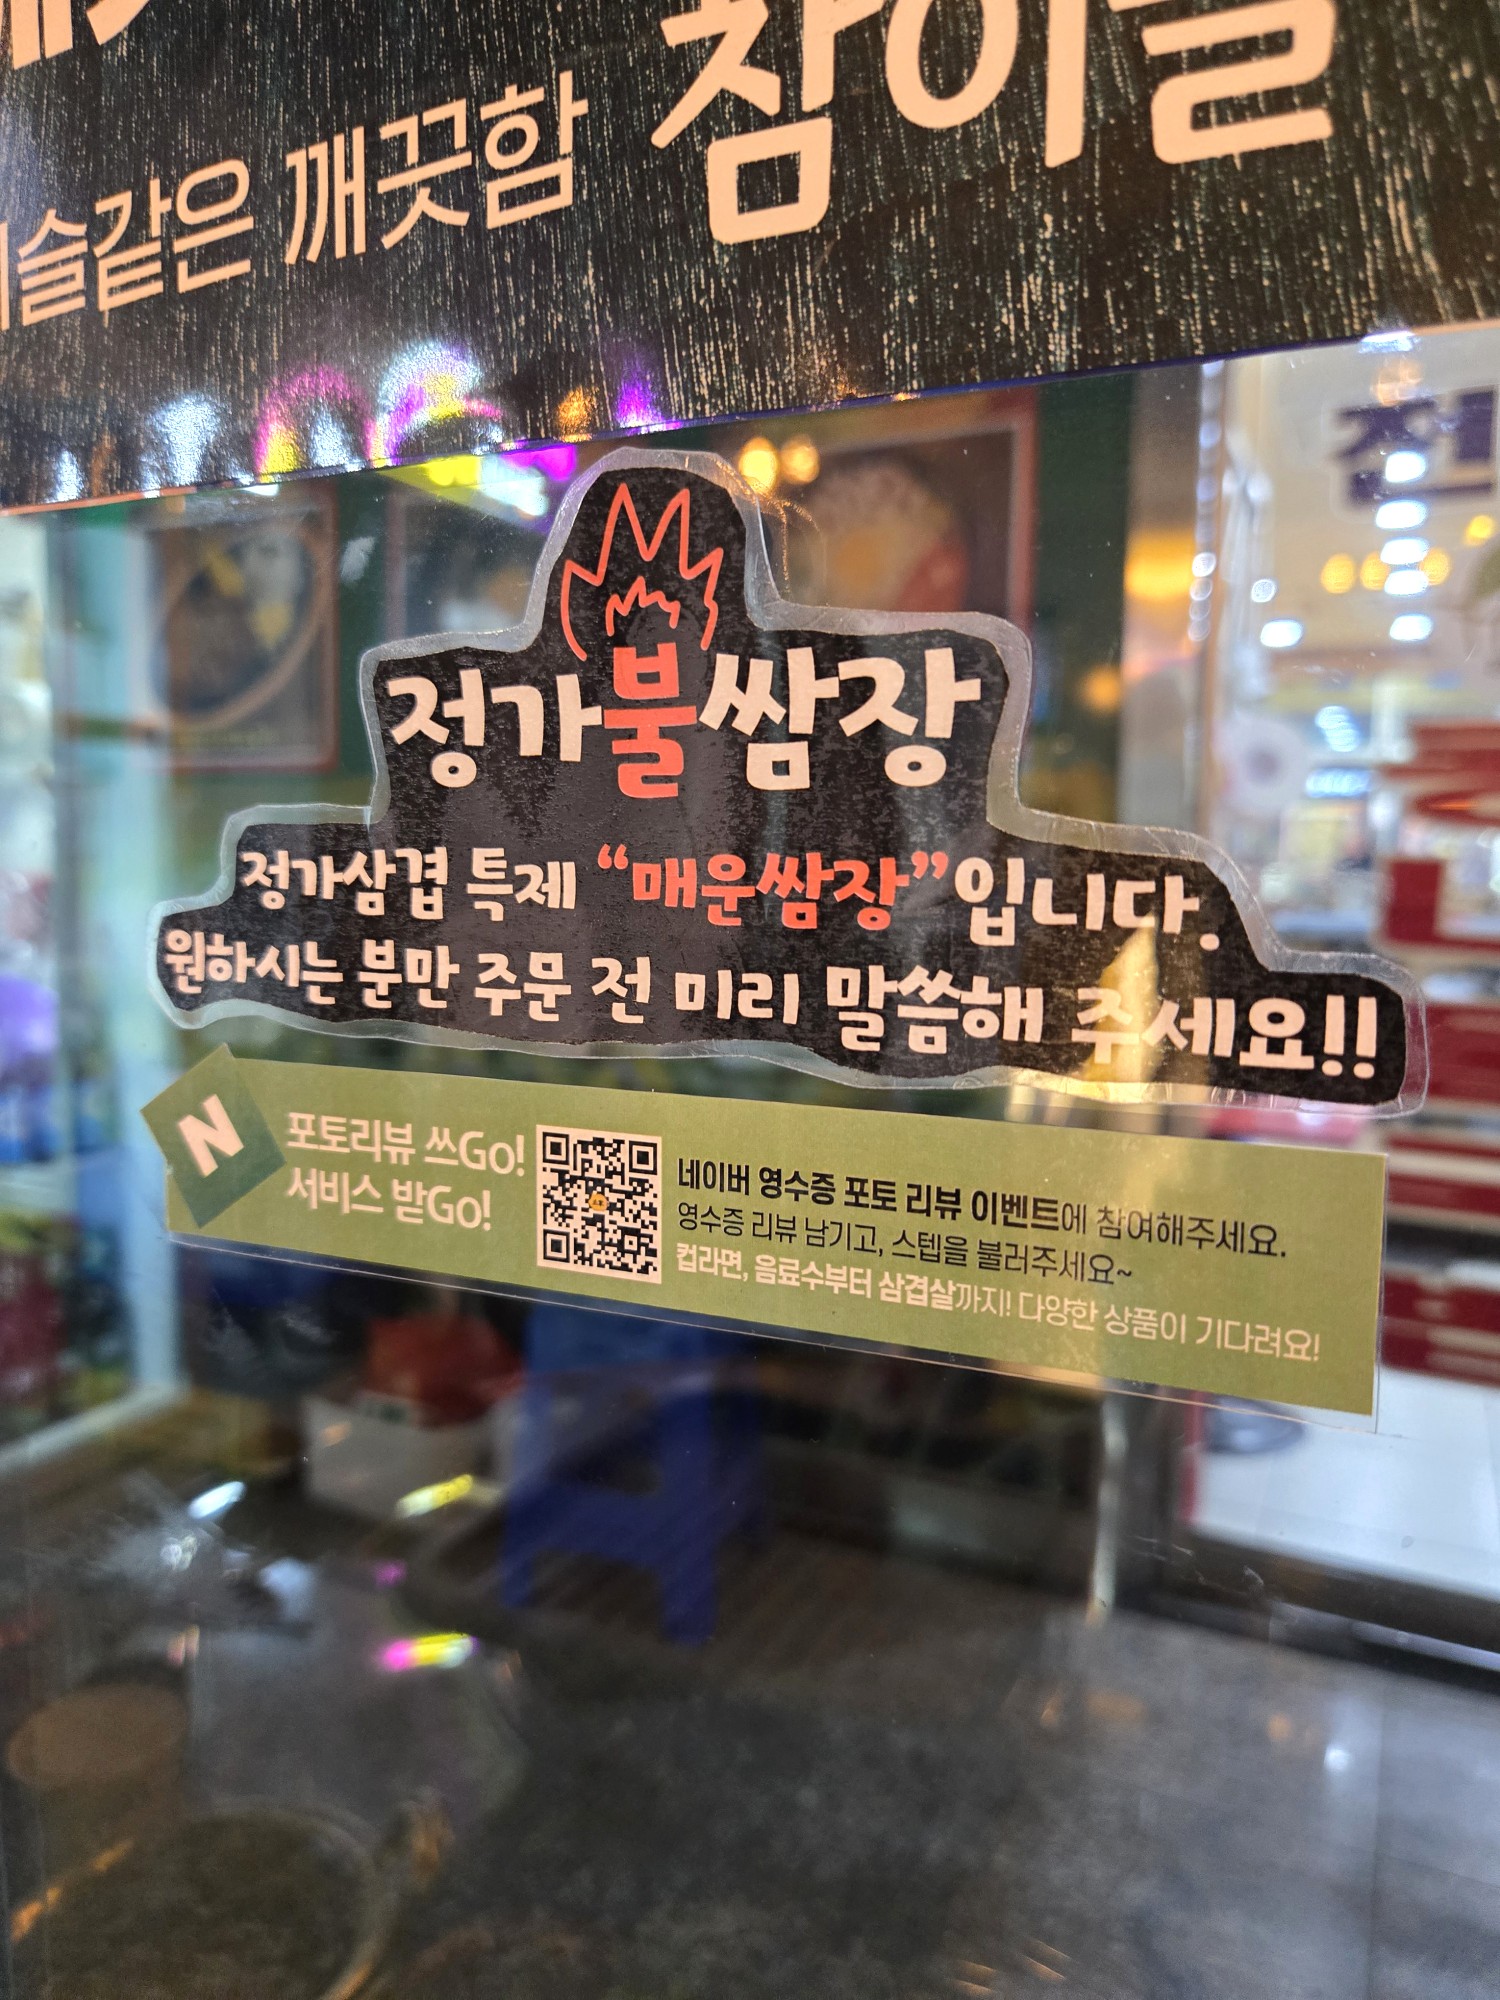 이슬같은 깨끗함 참이슬
정가불쌈장
정가삼겹 특제 “매운쌈장”입니다.
원하시는 분만 주문 전 미리 말씀해 주세요!!
N
포토리뷰 쓰Go!
서비스 받Go!
네이버 영수증 포토 리뷰 이벤트에 참여해주세요.
영수증 리뷰 남기고, 스텝을 불러주세요~
컵라면, 음료수부터 삼겹살까지! 다양한 상품이 기다려요!
전